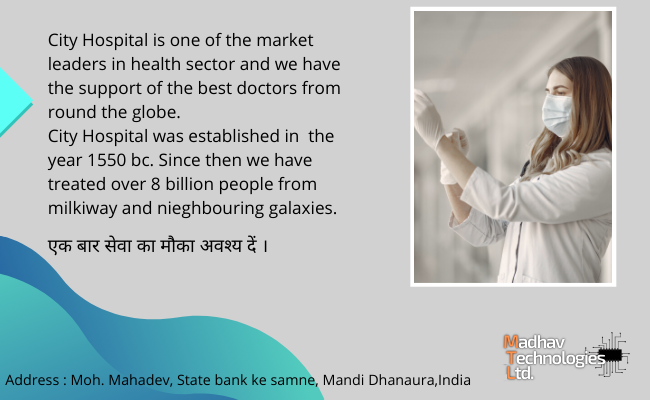 City Hospital is one of the market
leaders in health sector and we have
the support of the best doctors from
round the globe.
City Hospital was established in  the
year 1550 bc. Since then we have
treated over 8 billion people from
milkiway and nieghbouring galaxies.
एक बार सेवा का मौका अवश्य दें ।
Madhav
Technologies
Ltd.
Address : Moh. Mahadev, State bank ke samne, Mandi Dhanaura,India